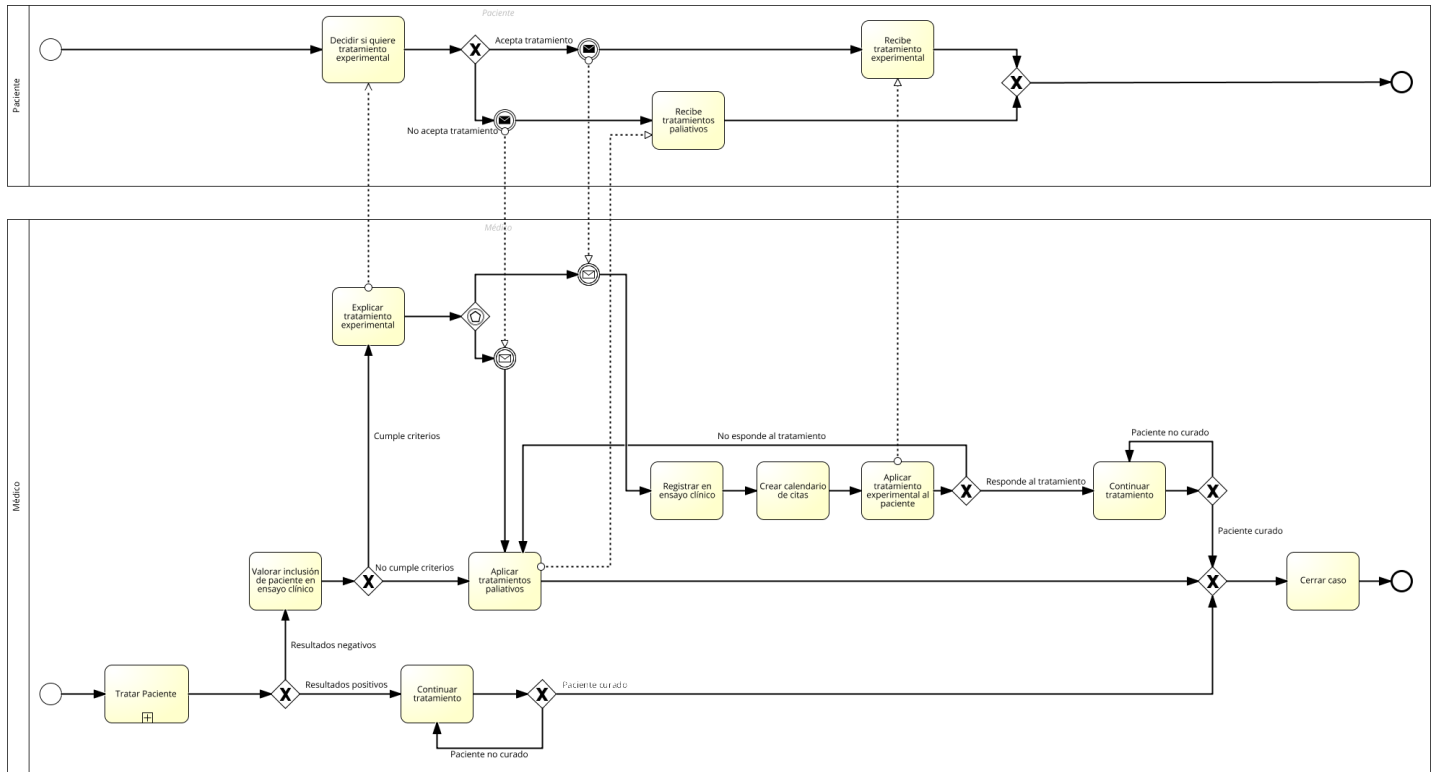 Paciente
Paciente
Decidir si quiere
tratamiento
experimental
Acepta tratamiento
No acepta tratamiento
Recibe
tratamientos
paliativos
Recibe
tratamiento
experimental
Médico
Médico
Explicar
tratamiento
experimental
Cumple criterios
No esponde al tratamiento
Paciente no curado
Registrar en
ensayo clínico
Crear calendario
de citas
Aplicar
tratamiento
experimental al
paciente
Responde al tratamiento
Continuar
tratamiento
Paciente curado
Valorar inclusión
de paciente en
ensayo clínico
No cumple criterios
Aplicar
tratamientos
paliativos
Cerrar caso
Resultados negativos
Tratar Paciente
Resultados positivos
Continuar
tratamiento
Paciente curado
Paciente no curado